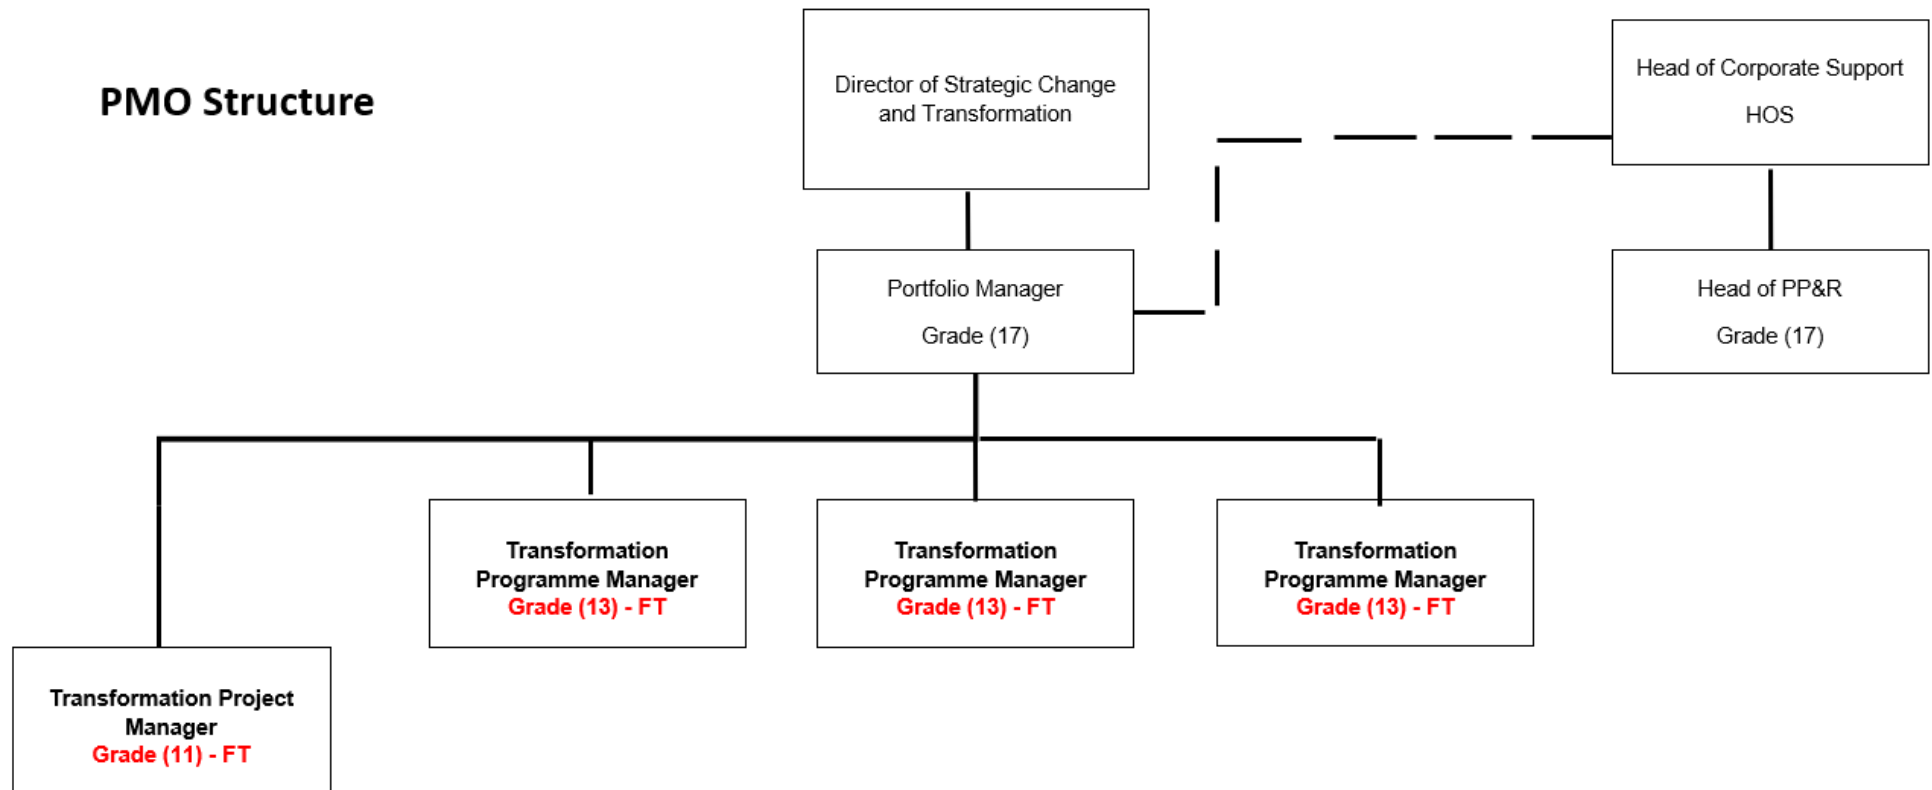 PMO Structure
Director of Strategic Change
and Transformation
Head of Corporate Support
HOS
Portfolio Manager
Grade (17)
Head of PP&R
Grade (17)
Transformation
Programme Manager
Grade (13) - FT
Transformation
Programme Manager
Grade (13) - FT
Transformation
Programme Manager
Grade (13) - FT
Transformation Project
Manager
Grade (11) - FT